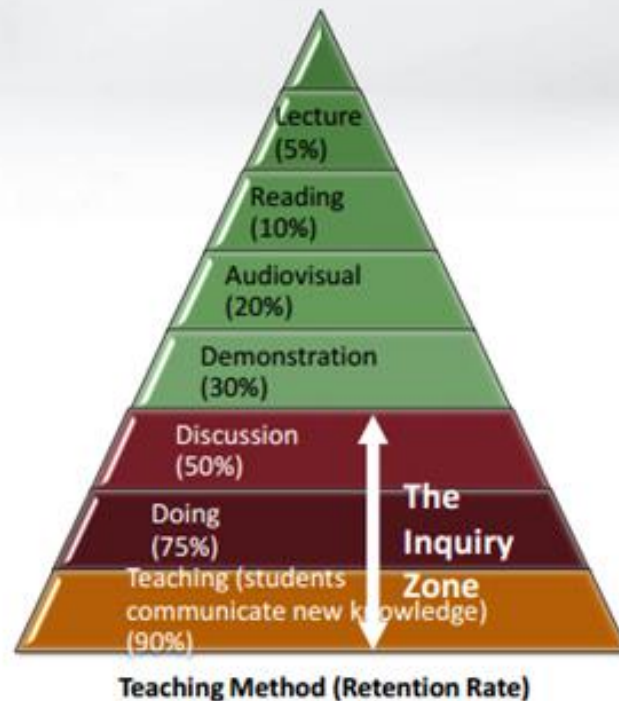 Lecture
(5%)
Reading
(10%)
Audiovisual
(20%)
Demonstration
(30%)
Discussion
(50%)
Doing
(75%)
Teaching (students
communicate new knowledge)
(90%)
The
Inquiry
Zone
Teaching Method (Retention Rate)